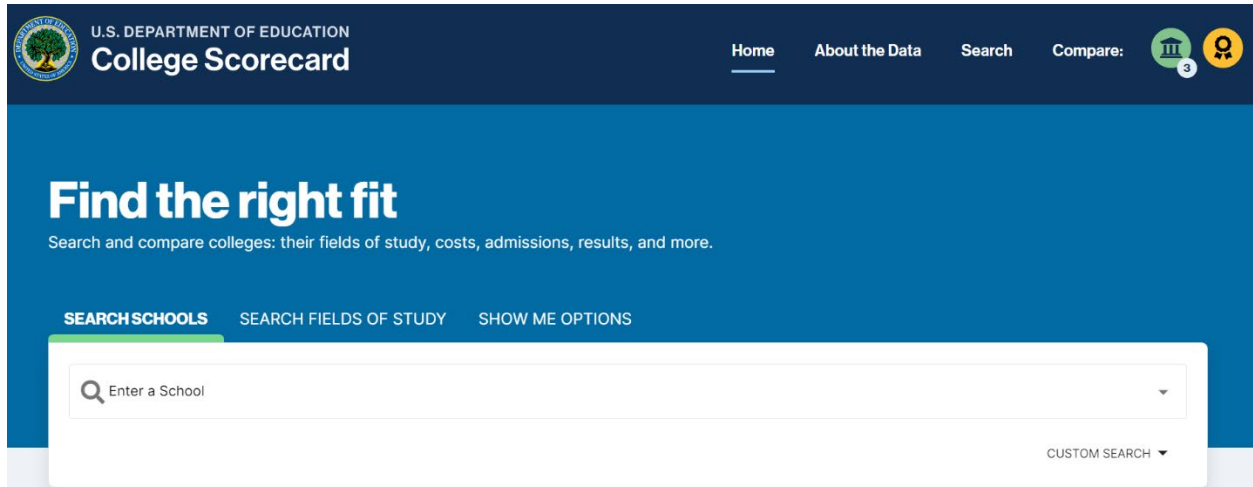 U.S. DEPARTMENT OF EDUCATION
College Scorecard
Home About the Data Search Compare:
3
Find the right fit
Search and compare colleges: their fields of study, costs, admissions, results, and more.
SEARCH SCHOOLS SEARCH FIELDS OF STUDY SHOW ME OPTIONS
Enter a School
CUSTOM SEARCH